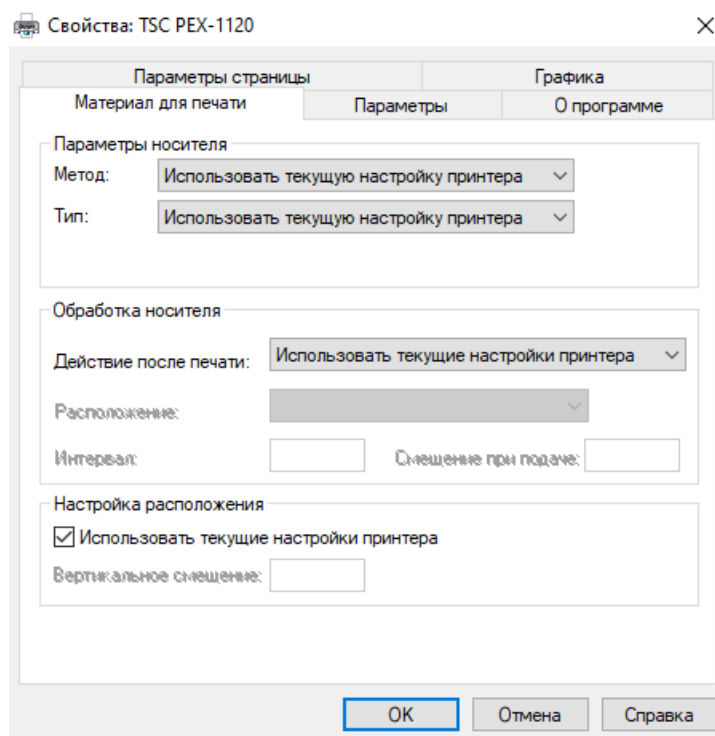 Свойства: TSC PEX-1120
Параметры страницы
Графика
Материал для печати
Параметры
О программе
Параметры носителя
Метод: Использовать текущую настройку принтера
Тип: Использовать текущую настройку принтера
Обработка носителя
Действие после печати: Использовать текущие настройки принтера
Расположение:
Интервал: Смещение при подаче:
Настройка расположения
Использовать текущие настройки принтера
Вертикальное смещение:
OK Отмена Справка